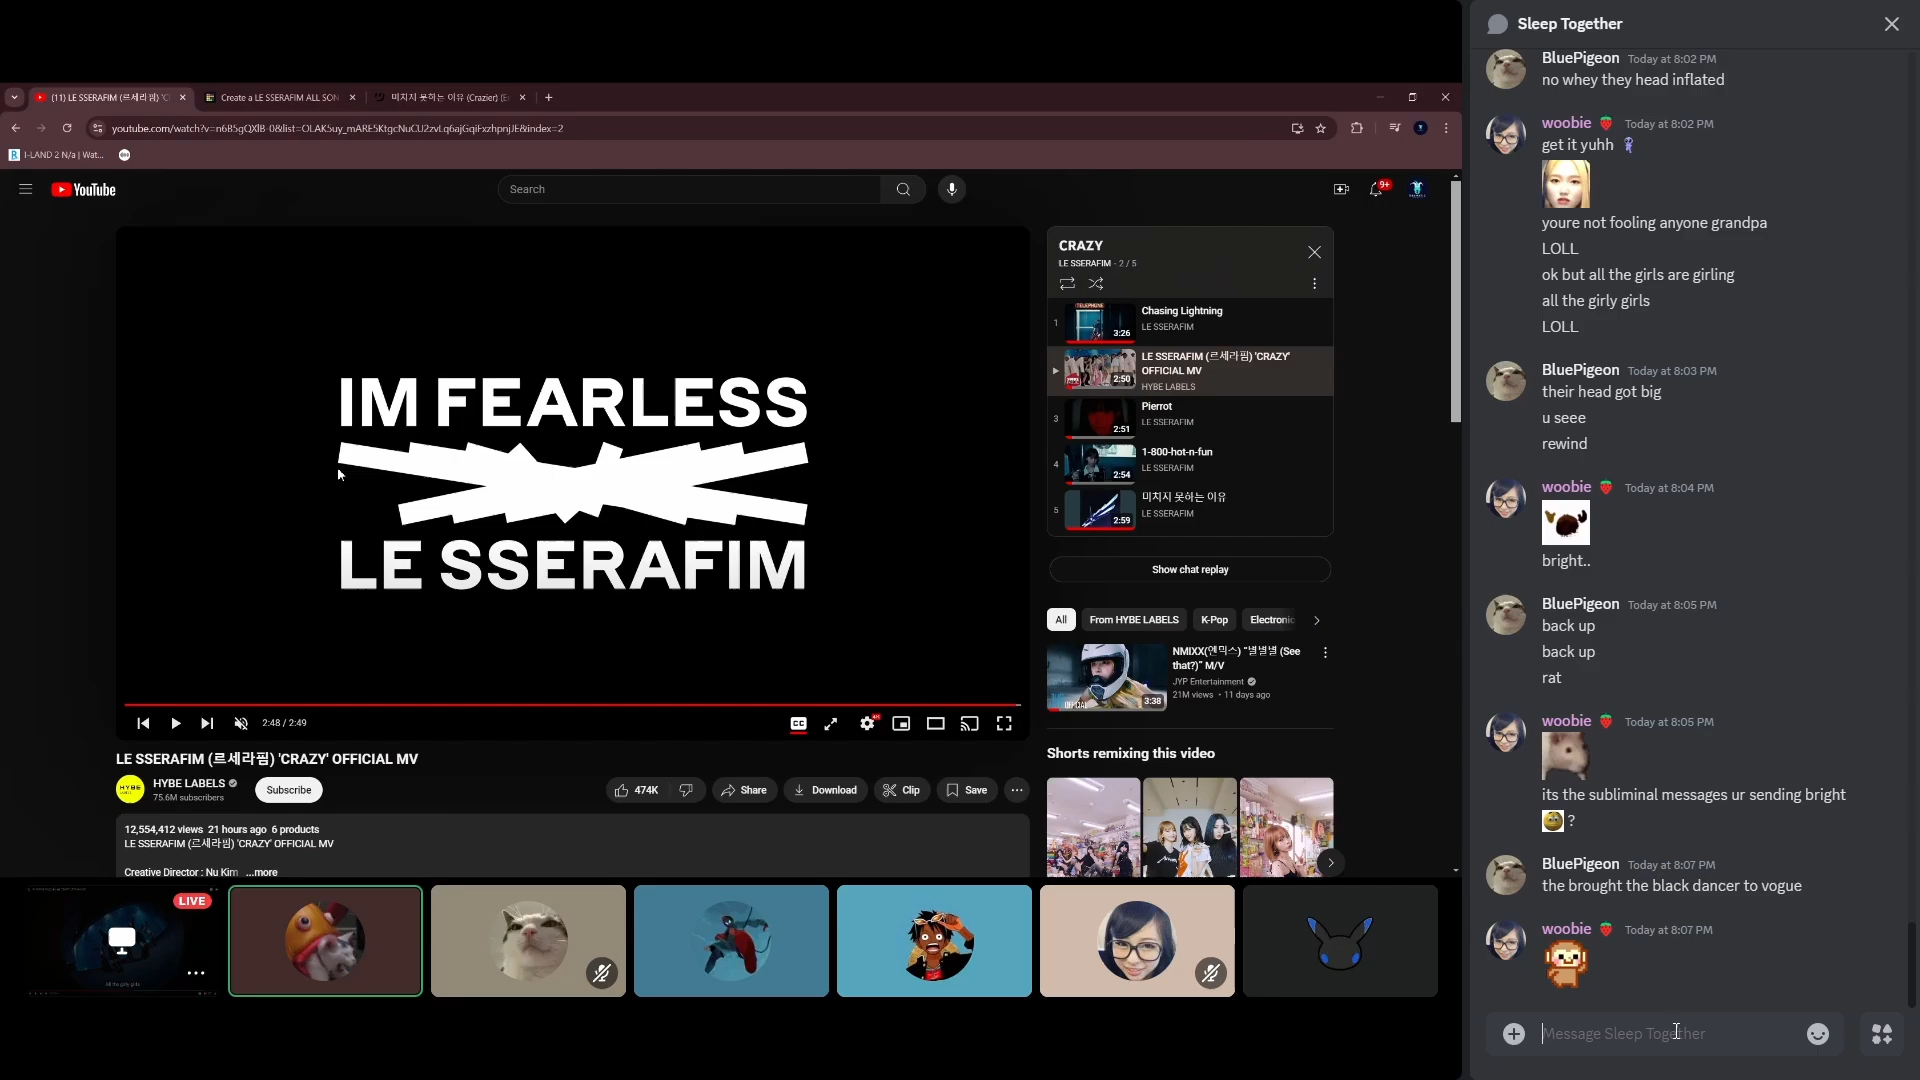 (11) LE SSERAFIM (르세라핌) 'C
Create a LE SSERAFIM ALL SON
미치지 못하는 이유 (Crazier) (E
youtube.com/watch?v=n6B5gQXlB-0&list=OLAK5uy_mARE5KtgcNuCU2zvLq6ajGqiFxzhpnjJE&index=2
I-LAND 2 N/a | Wat...
YouTube
Search
9+
IM FEARLESS
LE SSERAFIM
2:48 / 2:49
CC
LE SSERAFIM (르세라핌) 'CRAZY' OFFICIAL MV
HYBE
HYBE LABELS
75.6M subscribers
Subscribe
474K
Share
Download
Clip
Save
12,554,412 views 21 hours ago 6 products
LE SSERAFIM (르세라핌) 'CRAZY' OFFICIAL MV
Creative Director : Nu Kim ...more
CRAZY
LE SSERAFIM - 2 / 5
1
3:26
Chasing Lightning
LE SSERAFIM
2:50
LE SSERAFIM (르세라핌) 'CRAZY'
OFFICIAL MV
HYBE LABELS
3
2:51
Pierrot
LE SSERAFIM
4
2:54
1-800-hot-n-fun
LE SSERAFIM
5
2:59
미치지 못하는 이유
LE SSERAFIM
Show chat replay
All
From HYBE LABELS
K-Pop
Electronic
3:38
NMIXX(엔믹스) "별별별 (See
that?)" M/V
JYP Entertainment
21M views • 11 days ago
Shorts remixing this video
LIVE
All the girly girls
Sleep Together
BluePigeon Today at 8:02 PM
no whey they head inflated
woobie Today at 8:02 PM
get it yuhh
youre not fooling anyone grandpa
LOLL
ok but all the girls are girling
all the girly girls
LOLL
BluePigeon Today at 8:03 PM
their head got big
u seee
rewind
woobie Today at 8:04 PM
bright..
BluePigeon Today at 8:05 PM
back up
back up
rat
woobie Today at 8:05 PM
its the subliminal messages ur sending bright
?
BluePigeon Today at 8:07 PM
the brought the black dancer to vogue
woobie Today at 8:07 PM
Message Sleep Together